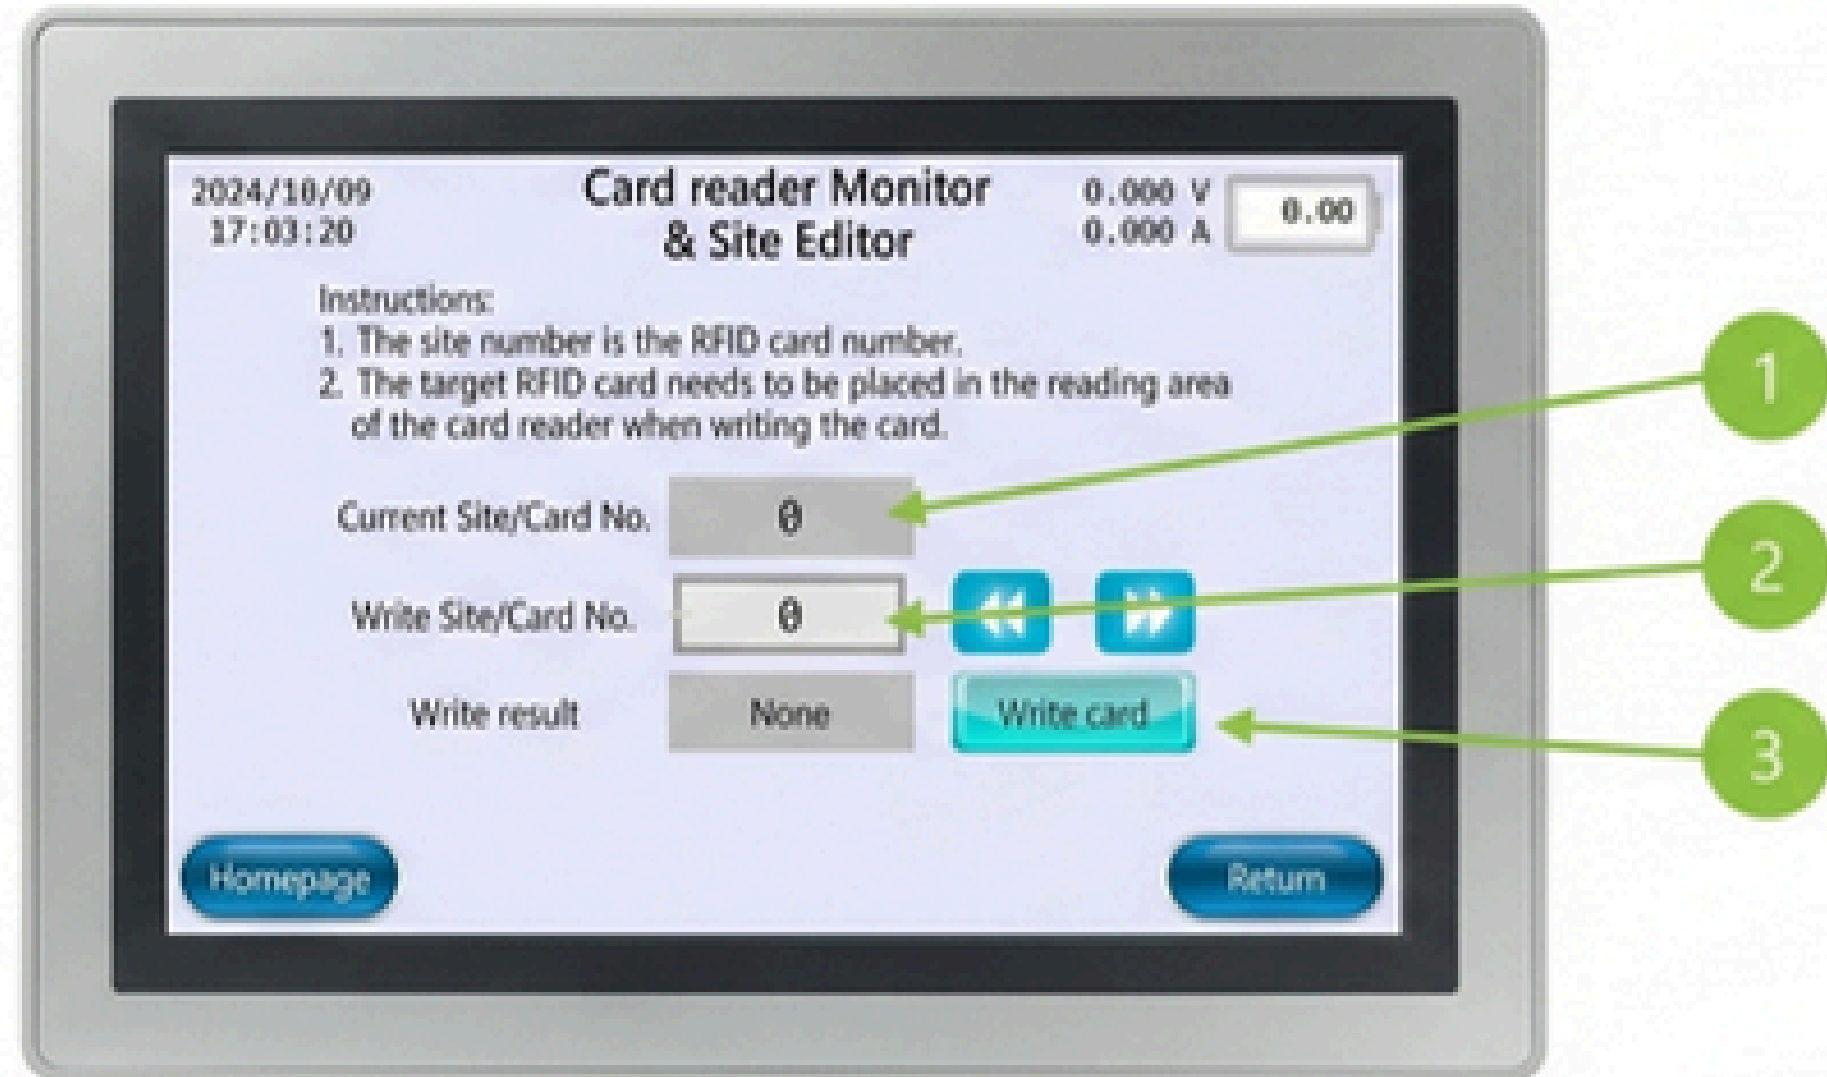 2024/10/09
17:03:20
Card reader Monitor
& Site Editor
0.000 V
0.000 A
0.00
Instructions:
1. The site number is the RFID card number.
2. The target RFID card needs to be placed in the reading area
of the card reader when writing the card.
Current Site/Card No. 0
Write Site/Card No. 0
Write result None Write card
Homepage Return
1
2
3